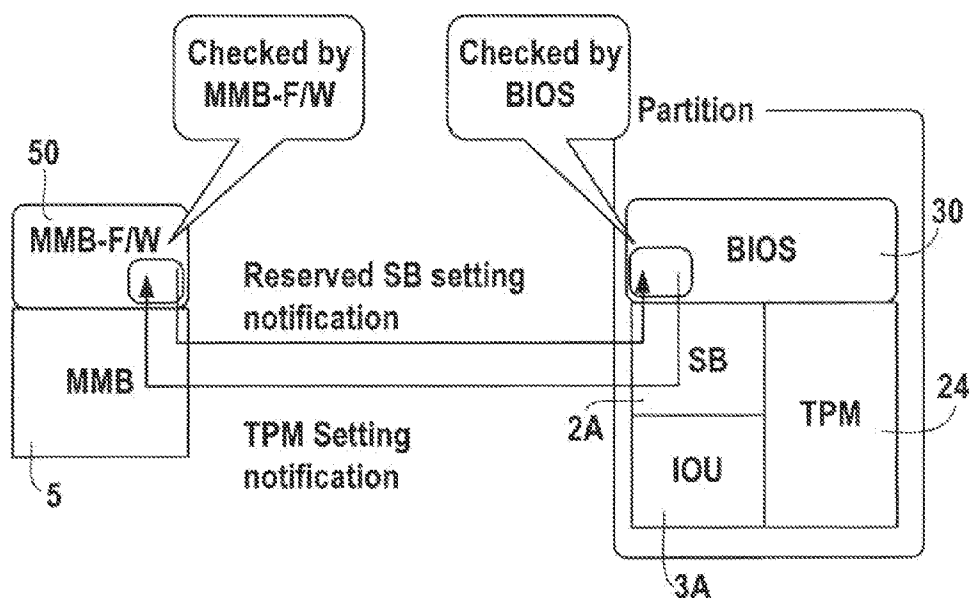 Checked by
MMB-F/W
Checked by
BIOS
Partition
50
MMB-F/W
BIOS
30
Reserved SB setting
notification
MMB
SB
TPM
24
2A
TPM Setting
notification
IOU
5
3A